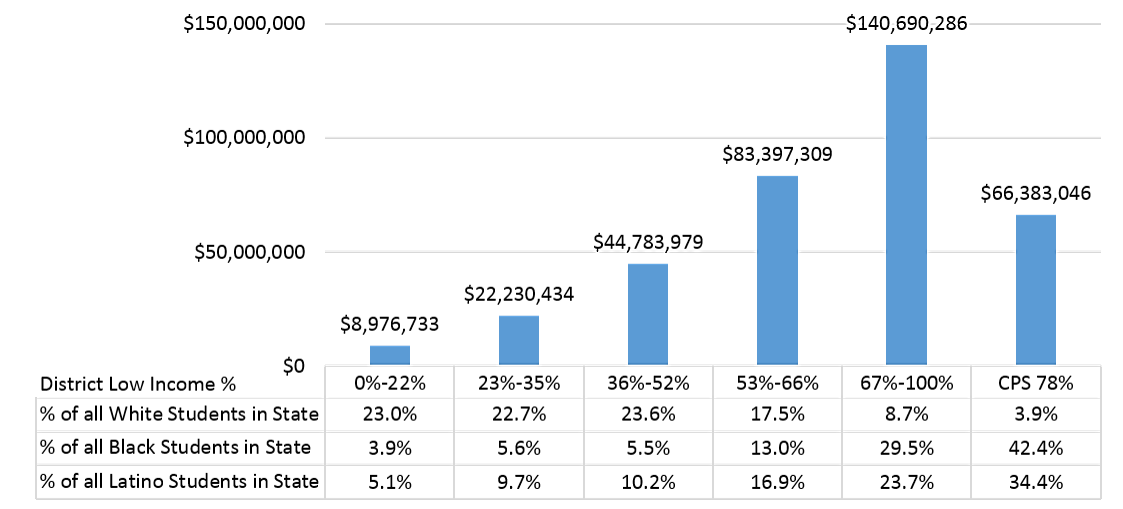 $150,000,000
$140,690,286
$100,000,000
$83,397,309
$66,383,046
$50,000,000
$44,783,979
$22,230,434
$8,976,733
$0
District Low Income % 0%-22% 23%-35% 36%-52% 53%-66% 67%-100% CPS 78%
% of all White Students in State 23.0% 22.7% 23.6% 17.5% 8.7% 3.9%
% of all Black Students in State 3.9% 5.6% 5.5% 13.0% 29.5% 42.4%
% of all Latino Students in State 5.1% 9.7% 10.2% 16.9% 23.7% 34.4%